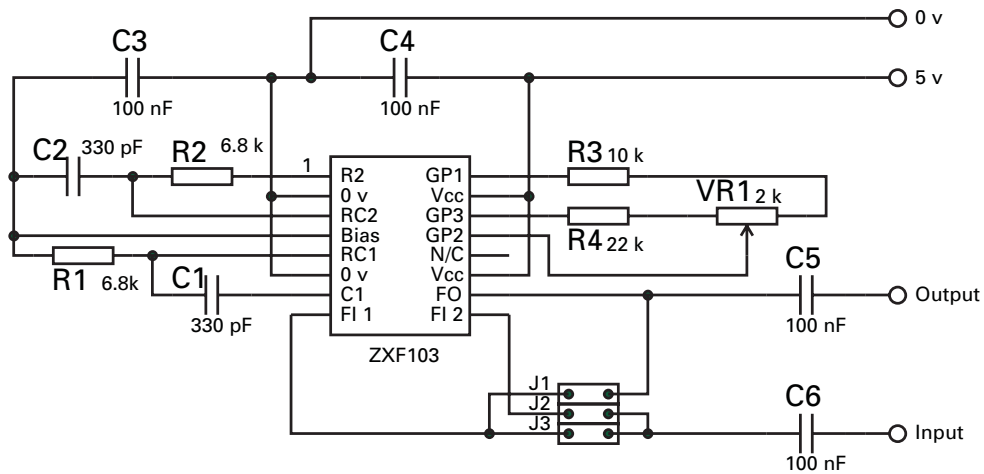 0 v
C3
C4
5 v
100 nF
100 nF
C2 330 pF
R2 6.8 k
1
R2
0 v
RC2
Bias
RC1
0 v
C1
FI 1
GP1
Vcc
GP3
GP2
N/C
Vcc
FO
FI 2
R3 10 k
VR1 2 k
R4 22 k
R1 6.8k
C1
330 pF
ZXF103
C5
Output
100 nF
J1
J2
J3
C6
Input
100 nF